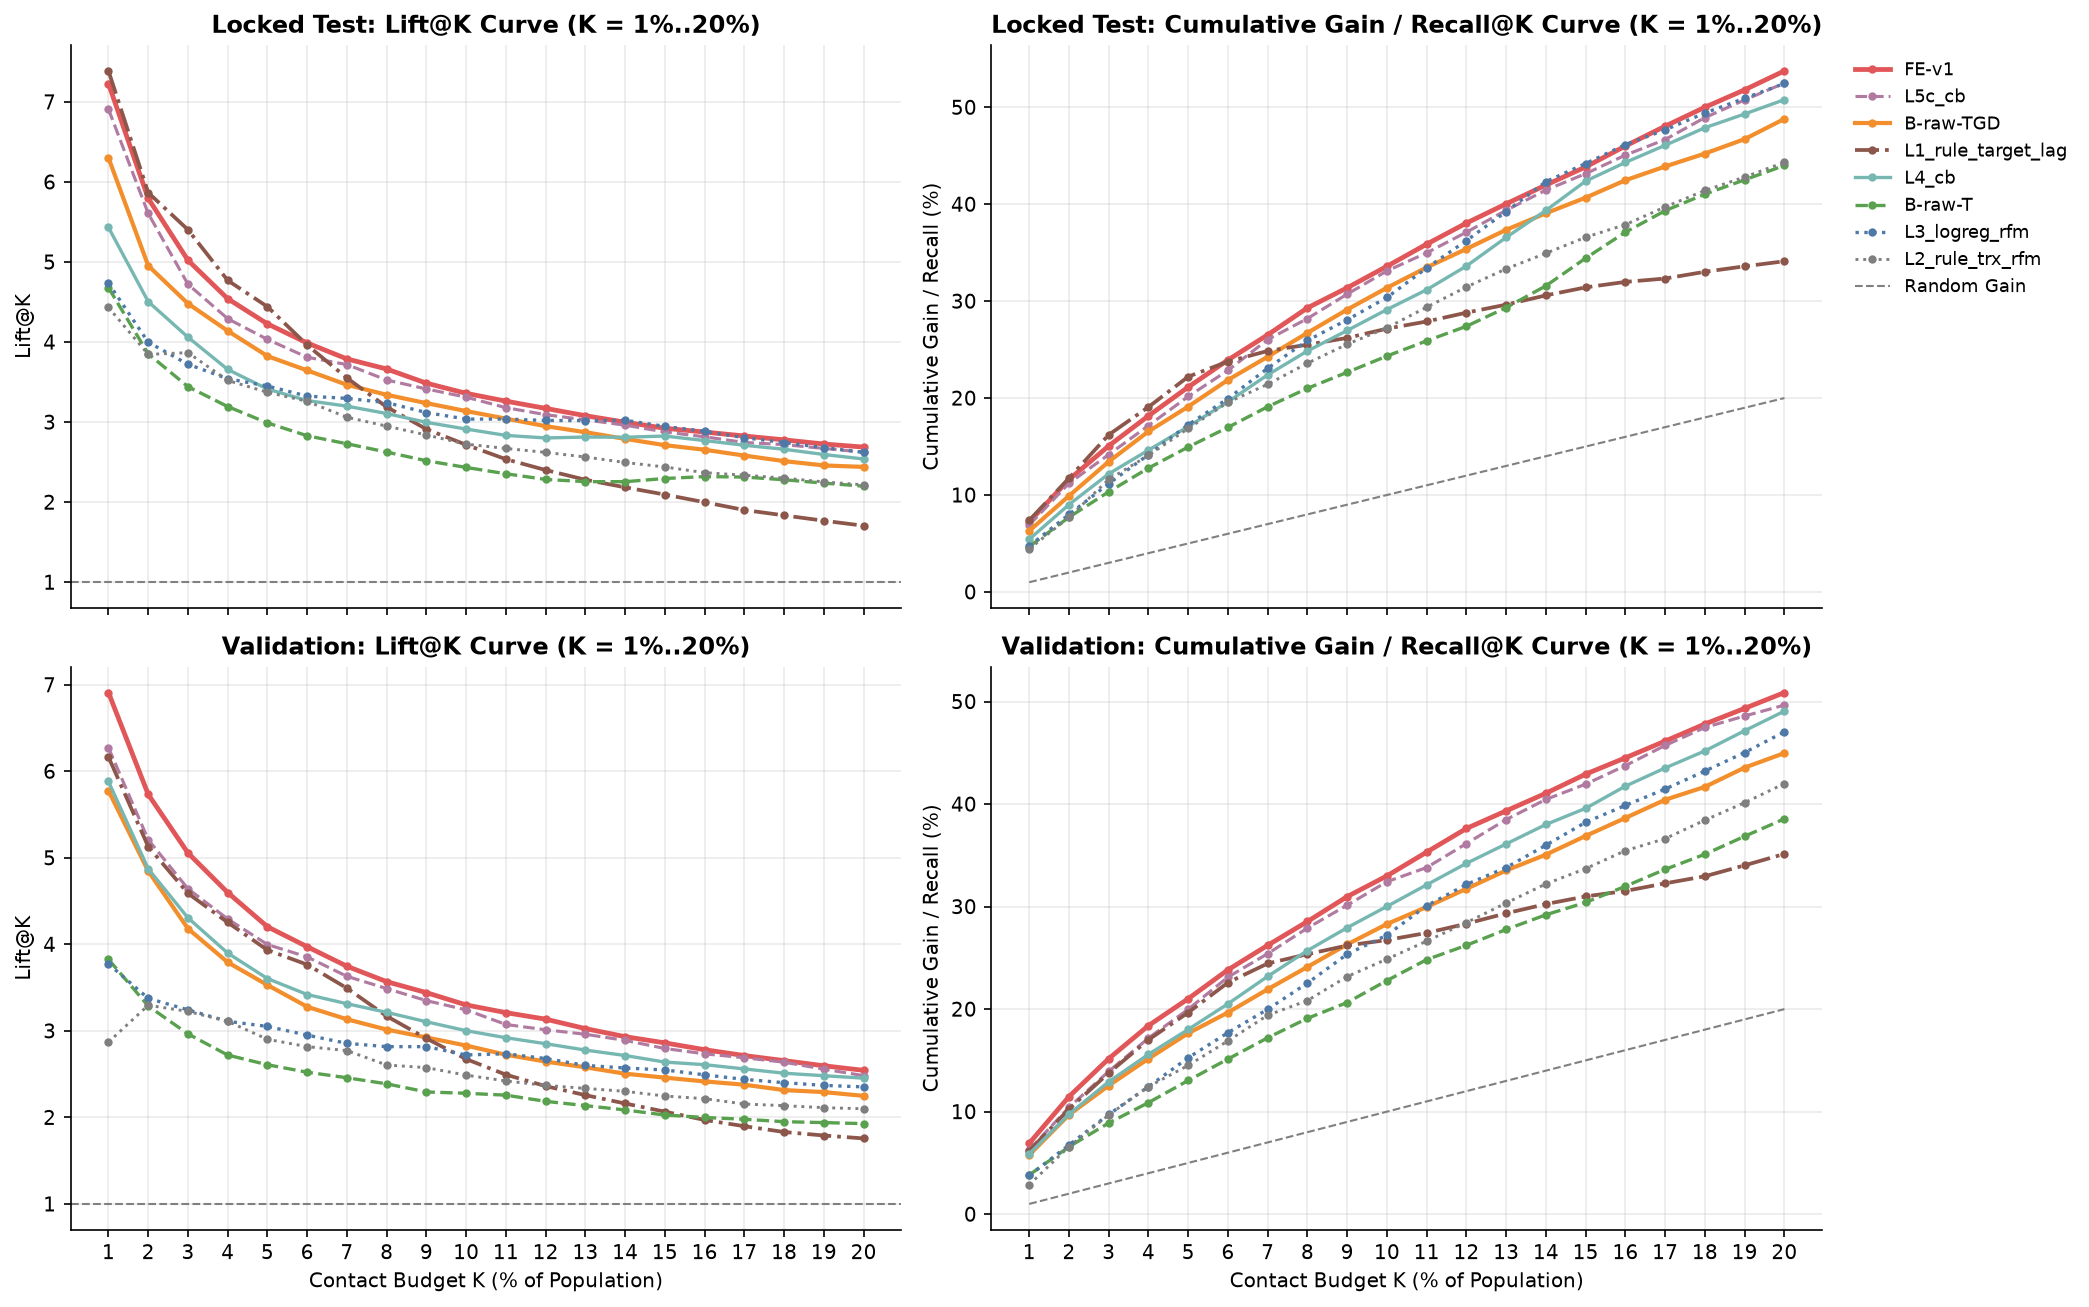 Locked Test: Lift@K Curve (K = 1%..20%)
Lift@K
7
6
5
4
3
2
1
Locked Test: Cumulative Gain / Recall@K Curve (K = 1%..20%)
Cumulative Gain / Recall (%)
50
40
30
20
10
0
FE-v1
L5c_cb
B-raw-TGD
L1_rule_target_lag
L4_cb
B-raw-T
L3_logreg_rfm
L2_rule_trx_rfm
Random Gain
Validation: Lift@K Curve (K = 1%..20%)
Lift@K
7
6
5
4
3
2
1
1 2 3 4 5 6 7 8 9 10 11 12 13 14 15 16 17 18 19 20
Contact Budget K (% of Population)
Validation: Cumulative Gain / Recall@K Curve (K = 1%..20%)
Cumulative Gain / Recall (%)
50
40
30
20
10
0
1 2 3 4 5 6 7 8 9 10 11 12 13 14 15 16 17 18 19 20
Contact Budget K (% of Population)